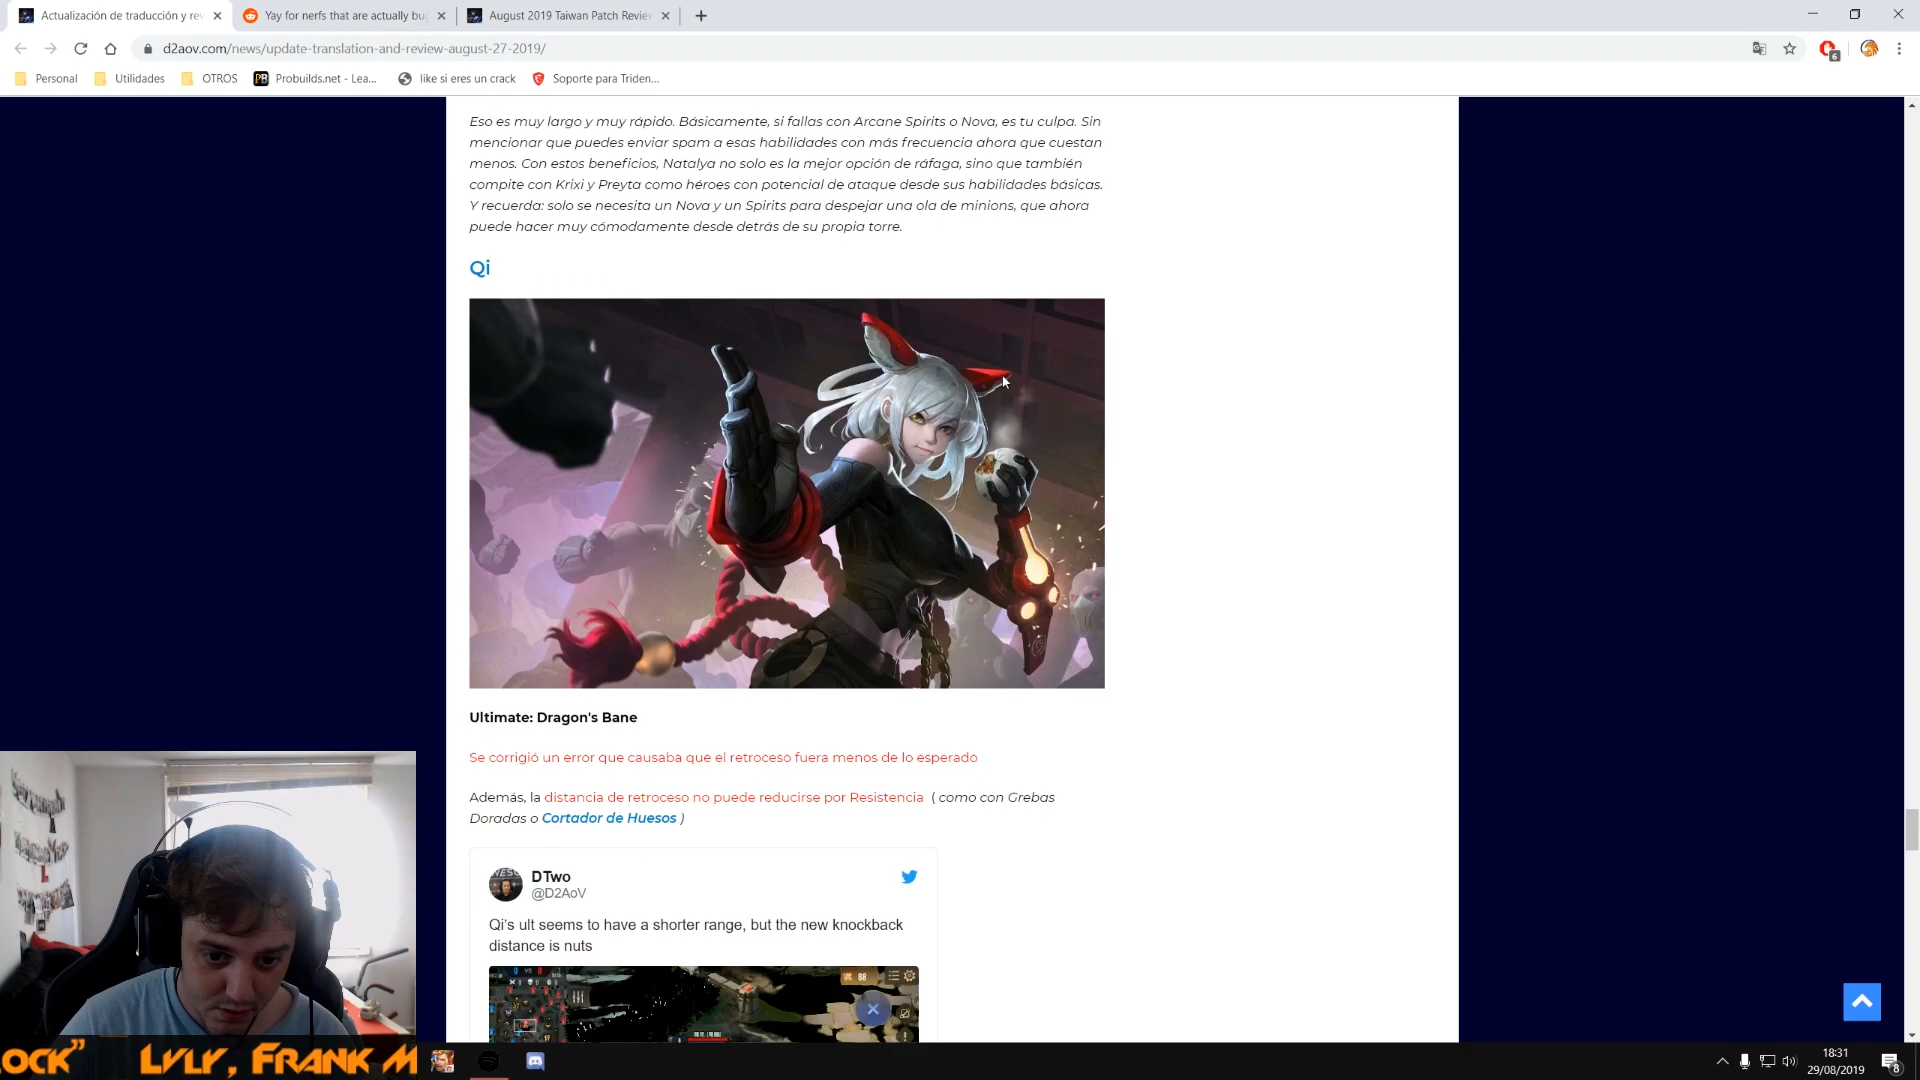 Actualización de traducción y rev
Yay for nerfs that are actually bug
August 2019 Taiwan Patch Review
d2aov.com/news/update-translation-and-review-august-27-2019/
6
Personal
Utilidades
OTROS
PB
Probuilds.net - Lea...
like si eres un crack
Soporte para Triden...
Eso es muy largo y muy rápido. Básicamente, si fallas con Arcane Spirits o Nova, es tu culpa. Sin
mencionar que puedes enviar spam a esas habilidades con más frecuencia ahora que cuestan
menos. Con estos beneficios, Natalya no solo es la mejor opción de ráfaga, sino que también
compite con Krixi y Preyta como héroes con potencial de ataque desde sus habilidades básicas.
Y recuerda: solo se necesita un Nova y un Spirits para despejar una ola de minions, que ahora
puede hacer muy cómodamente desde detrás de su propia torre.
Qi
Ultimate: Dragon's Bane
Se corrigió un error que causaba que el retroceso fuera menos de lo esperado
Además, la distancia de retroceso no puede reducirse por Resistencia ( como con Grebas
Doradas o Cortador de Huesos )
DTwo
@D2AoV
Qi's ult seems to have a shorter range, but the new knockback
distance is nuts
88
OCK" LVLY, FRANK M
18:31
29/08/2019
8